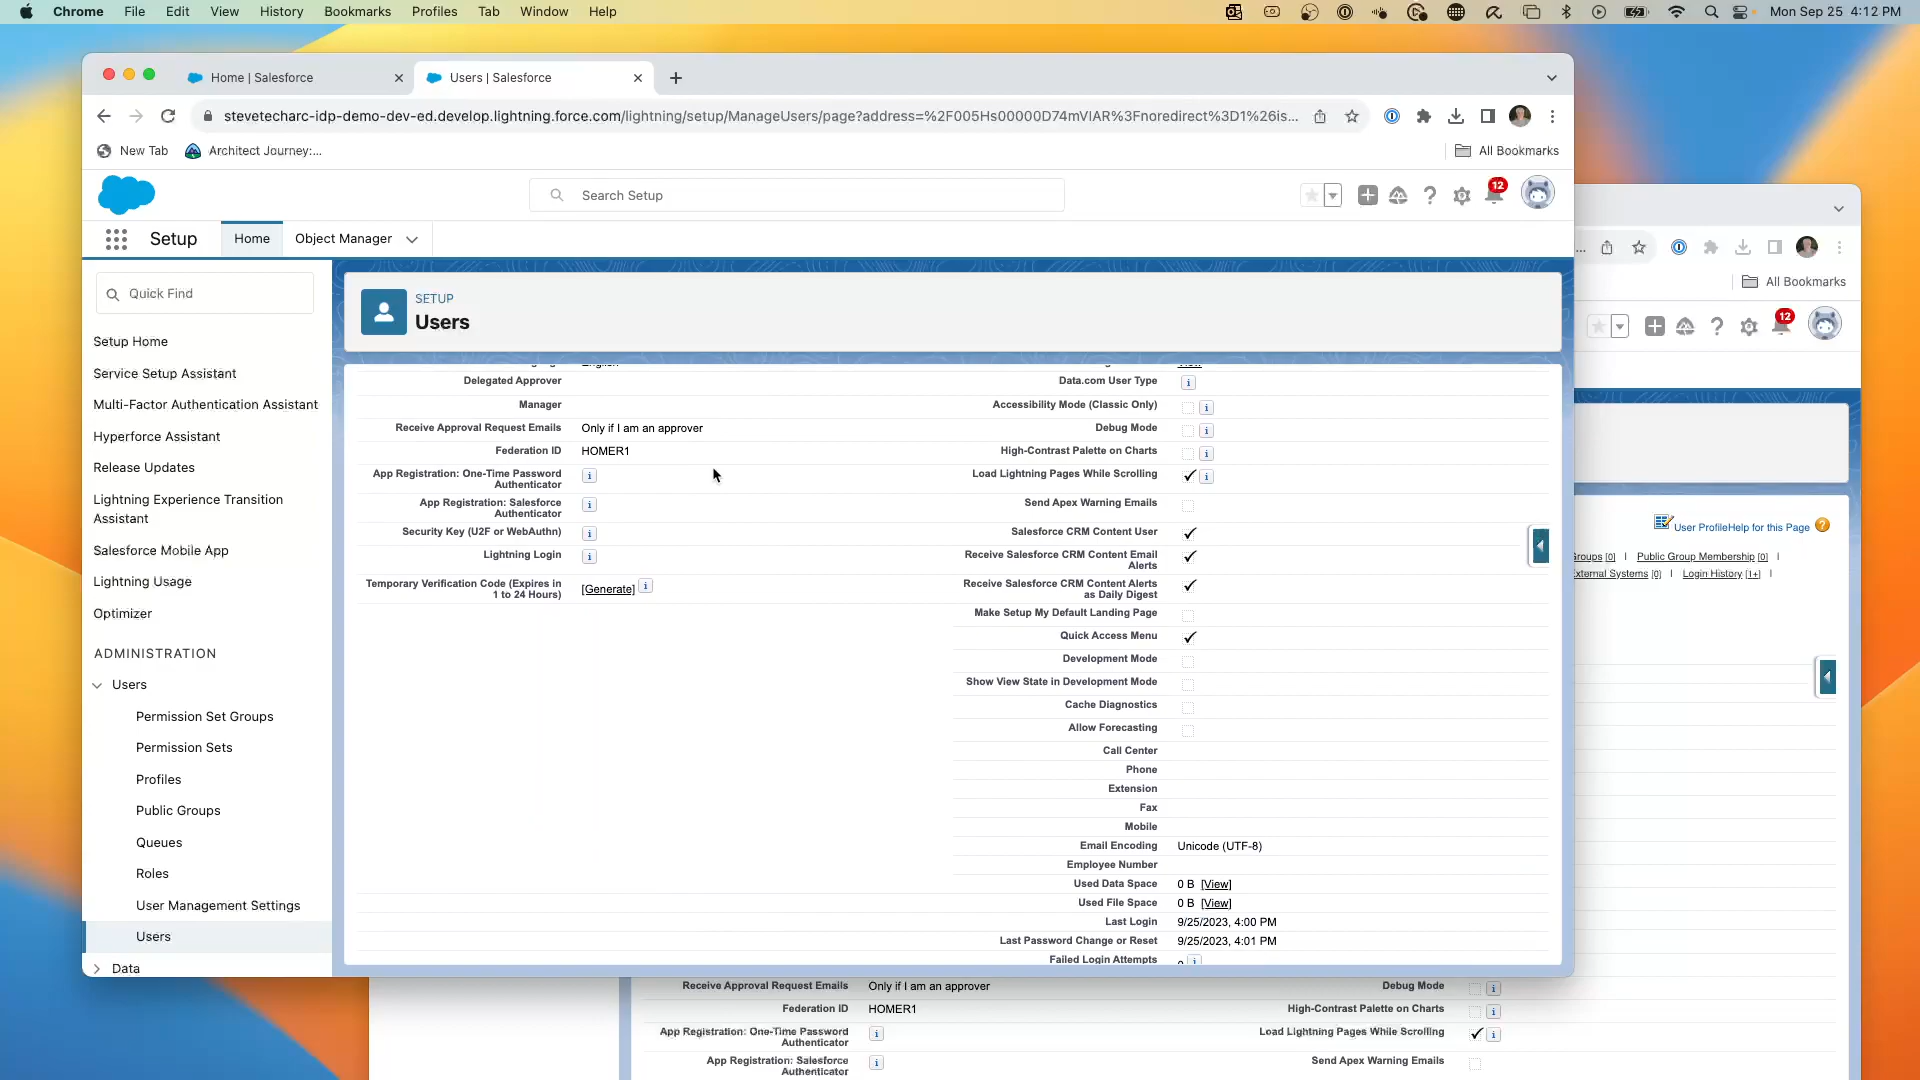 Chrome File Edit View History Bookmarks Profiles Tab Window Help
Mon Sep 25 4:12 PM
Home | Salesforce
Users | Salesforce
stevetecharc-idp-demo-dev-ed.develop.lightning.force.com/lightning/setup/ManageUsers/page?address=%2F005Hs00000D74mVIAR%3Fnoredirect%3D1%26is...
New Tab
Architect Journey:...
All Bookmarks
Search Setup
12
Setup
Home
Object Manager
Quick Find
Setup Home
Service Setup Assistant
Multi-Factor Authentication Assistant
Hyperforce Assistant
Release Updates
Lightning Experience Transition
Assistant
Salesforce Mobile App
Lightning Usage
Optimizer
ADMINISTRATION
Users
Permission Set Groups
Permission Sets
Profiles
Public Groups
Queues
Roles
User Management Settings
Users
Data
SETUP
Users
Delegated Approver
Manager
Receive Approval Request Emails Only if I am an approver
Federation ID HOMER1
App Registration: One-Time Password
Authenticator
App Registration: Salesforce
Authenticator
Security Key (U2F or WebAuthn)
Lightning Login
Temporary Verification Code (Expires in
1 to 24 Hours) [Generate]
Data.com User Type
Accessibility Mode (Classic Only)
Debug Mode
High-Contrast Palette on Charts
Load Lightning Pages While Scrolling
Send Apex Warning Emails
Salesforce CRM Content User
Receive Salesforce CRM Content Email
Alerts
Receive Salesforce CRM Content Alerts
as Daily Digest
Make Setup My Default Landing Page
Quick Access Menu
Development Mode
Show View State in Development Mode
Cache Diagnostics
Allow Forecasting
Call Center
Phone
Extension
Fax
Mobile
Email Encoding Unicode (UTF-8)
Employee Number
Used Data Space 0 B [View]
Used File Space 0 B [View]
Last Login 9/25/2023, 4:00 PM
Last Password Change or Reset 9/25/2023, 4:01 PM
Failed Login Attempts
...
All Bookmarks
12
User Profile Help for this Page
Groups [0] | Public Group Membership [0] |
External Systems [0] | Login History [1+] |
Receive Approval Request Emails Only if I am an approver
Debug Mode
Federation ID HOMER1
High-Contrast Palette on Charts
App Registration: One-Time Password
Authenticator
Load Lightning Pages While Scrolling
App Registration: Salesforce
Authenticator
Send Apex Warning Emails